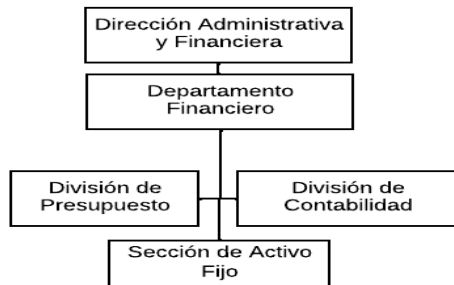 Dirección Administrativa
y Financiera
Departamento
Financiero
División de
Presupuesto
División de
Contabilidad
Sección de Activo
Fijo